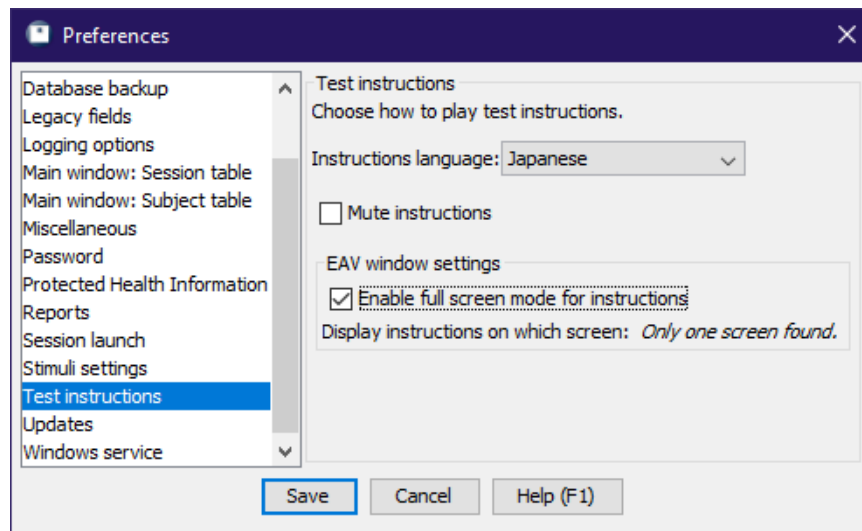 Preferences
Database backup
Legacy fields
Logging options
Main window: Session table
Main window: Subject table
Miscellaneous
Password
Protected Health Information
Reports
Session launch
Stimuli settings
Test instructions
Updates
Windows service
Test instructions
Choose how to play test instructions.
Instructions language: Japanese
Mute instructions
EAV window settings
Enable full screen mode for instructions
Display instructions on which screen: Only one screen found.
Save Cancel Help (F1)